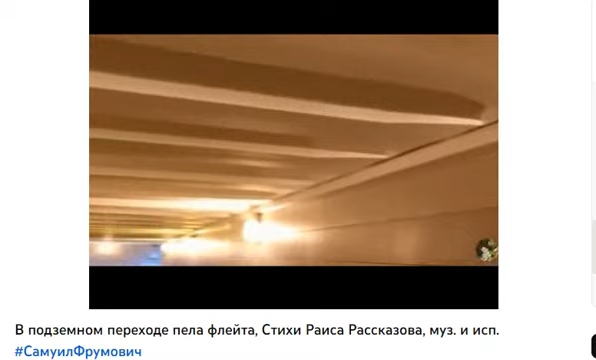 В подземном переходе пела флейта, Стихи Раиса Рассказова, муз. и исп.
#СамуилФрумович